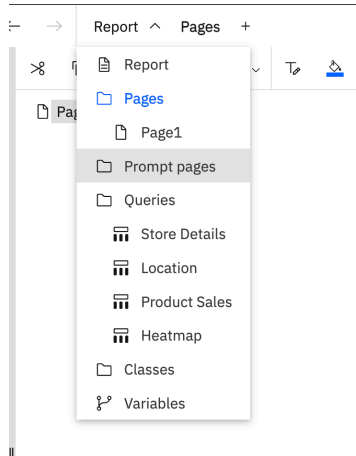 Report Pages +
Report
Pages
Page1
Prompt pages
Queries
Store Details
Location
Product Sales
Heatmap
Classes
Variables